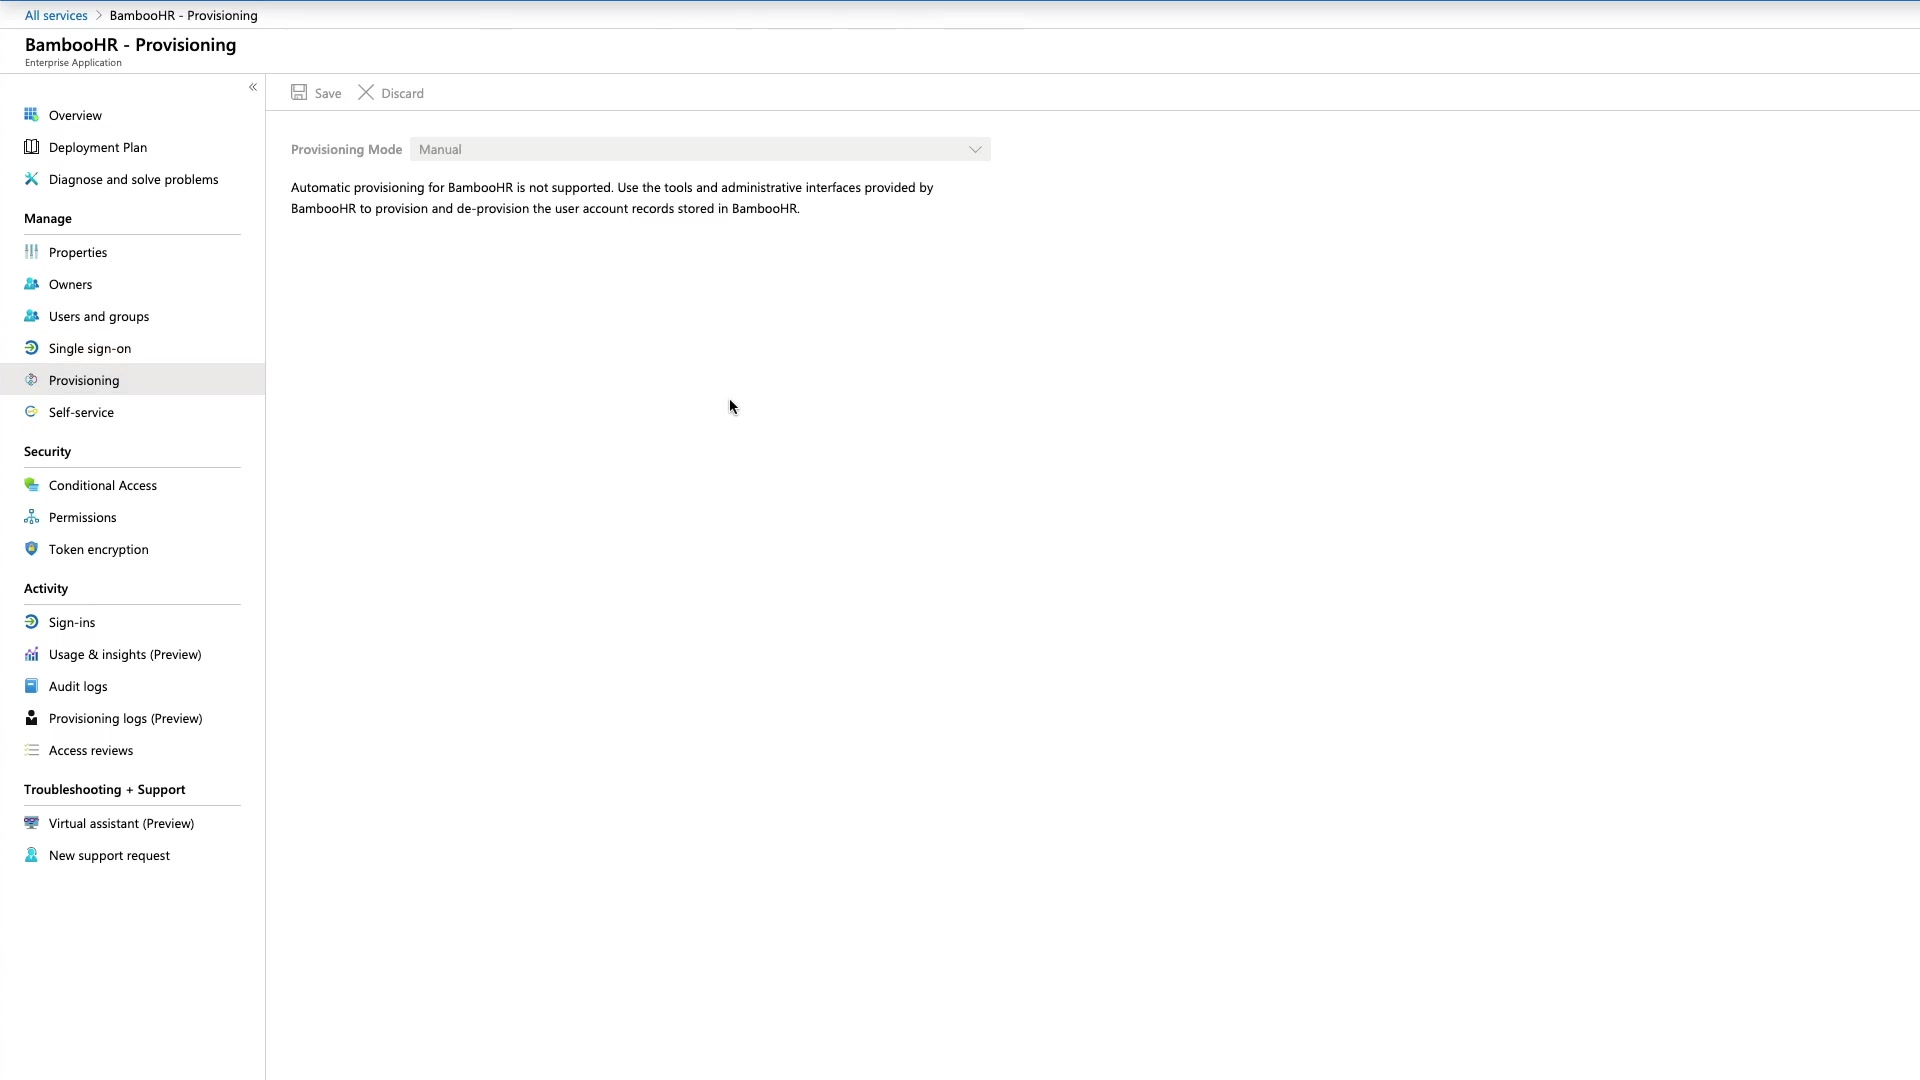 All services > BambooHR - Provisioning
BambooHR - Provisioning
Enterprise Application
«
Save Discard
Overview
Deployment Plan
Diagnose and solve problems
Manage
Properties
Owners
Users and groups
Single sign-on
Provisioning
Self-service
Security
Conditional Access
Permissions
Token encryption
Activity
Sign-ins
Usage & insights (Preview)
Audit logs
Provisioning logs (Preview)
Access reviews
Troubleshooting + Support
Virtual assistant (Preview)
New support request
Provisioning Mode Manual
Automatic provisioning for BambooHR is not supported. Use the tools and administrative interfaces provided by
BambooHR to provision and de-provision the user account records stored in BambooHR.